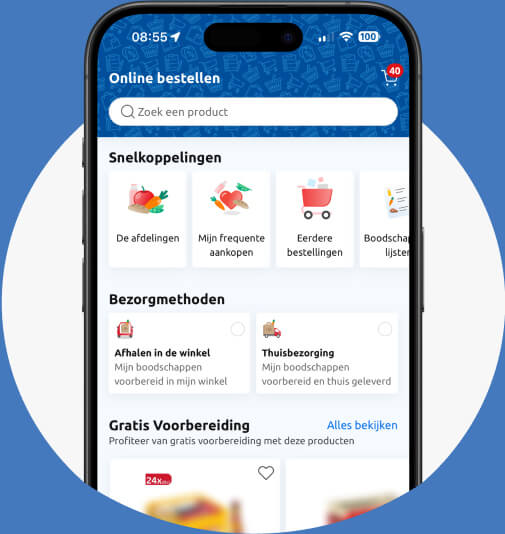 08:55
100
Online bestellen
40
Zoek een product
Snelkoppelingen
De afdelingen
Mijn frequente
aankopen
Eerdere
bestellingen
Boodschap
lijsten
Bezorgmethoden
Afhalen in de winkel
Mijn boodschappen
voorbereid in mijn winkel
Thuisbezorging
Mijn boodschappen
voorbereid en thuis geleverd
Gratis Voorbereiding
Alles bekijken
Profiteer van gratis voorbereiding met deze producten
24x